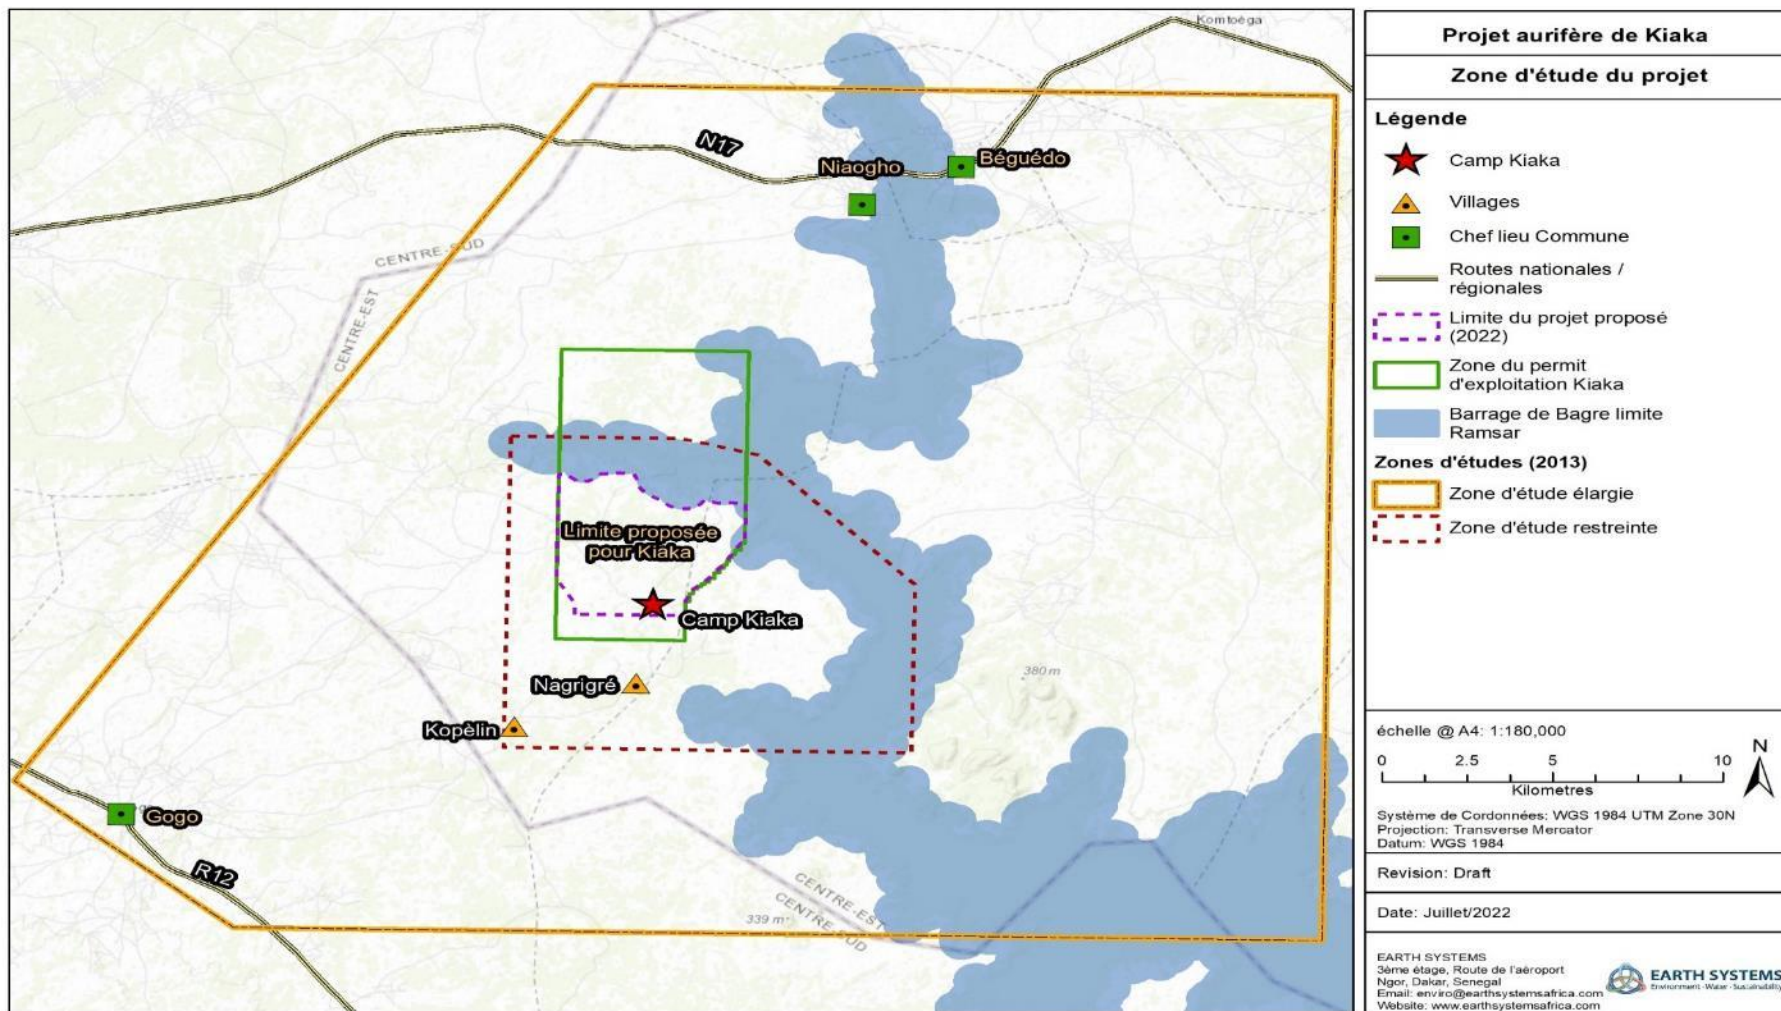 Komtoéga
N17
Niaogho
Béguédo
CENTRE-SUD
CENTRE-EST
Limite proposée
pour Kiaka
Camp Kiaka
Nagrigré
Kopèlin
380 m
Gogo
R12
339 m
CENTRE-EST
CENTRE-SUD
Projet aurifère de Kiaka
Zone d'étude du projet
Légende
Camp Kiaka
Villages
Chef lieu Commune
Routes nationales /
régionales
Limite du projet proposé
(2022)
Zone du permit
d'exploitation Kiaka
Barrage de Bagre limite
Ramsar
Zones d'études (2013)
Zone d'étude élargie
Zone d'étude restreinte
échelle @ A4: 1:180,000
N
0 2.5 5 10
Kilometres
Système de Cordonnées: WGS 1984 UTM Zone 30N
Projection: Transverse Mercator
Datum: WGS 1984
Revision: Draft
Date: Juillet/2022
EARTH SYSTEMS
3ème étage, Route de l'aéroport
Ngor, Dakar, Senegal
Email: enviro@earthsystemsafrica.com
Website: www.earthsystemsafrica.com
EARTH SYSTEMS
Environment · Water · Sustainability